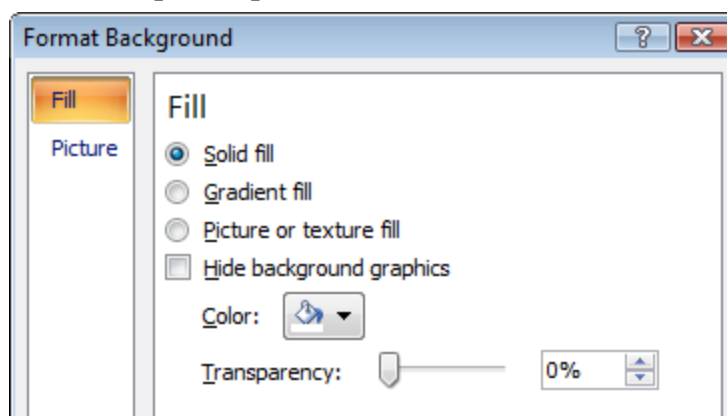 Format Background
Fill
Picture
Fill
Solid fill
Gradient fill
Picture or texture fill
Hide background graphics
Color:
Transparency: 0%